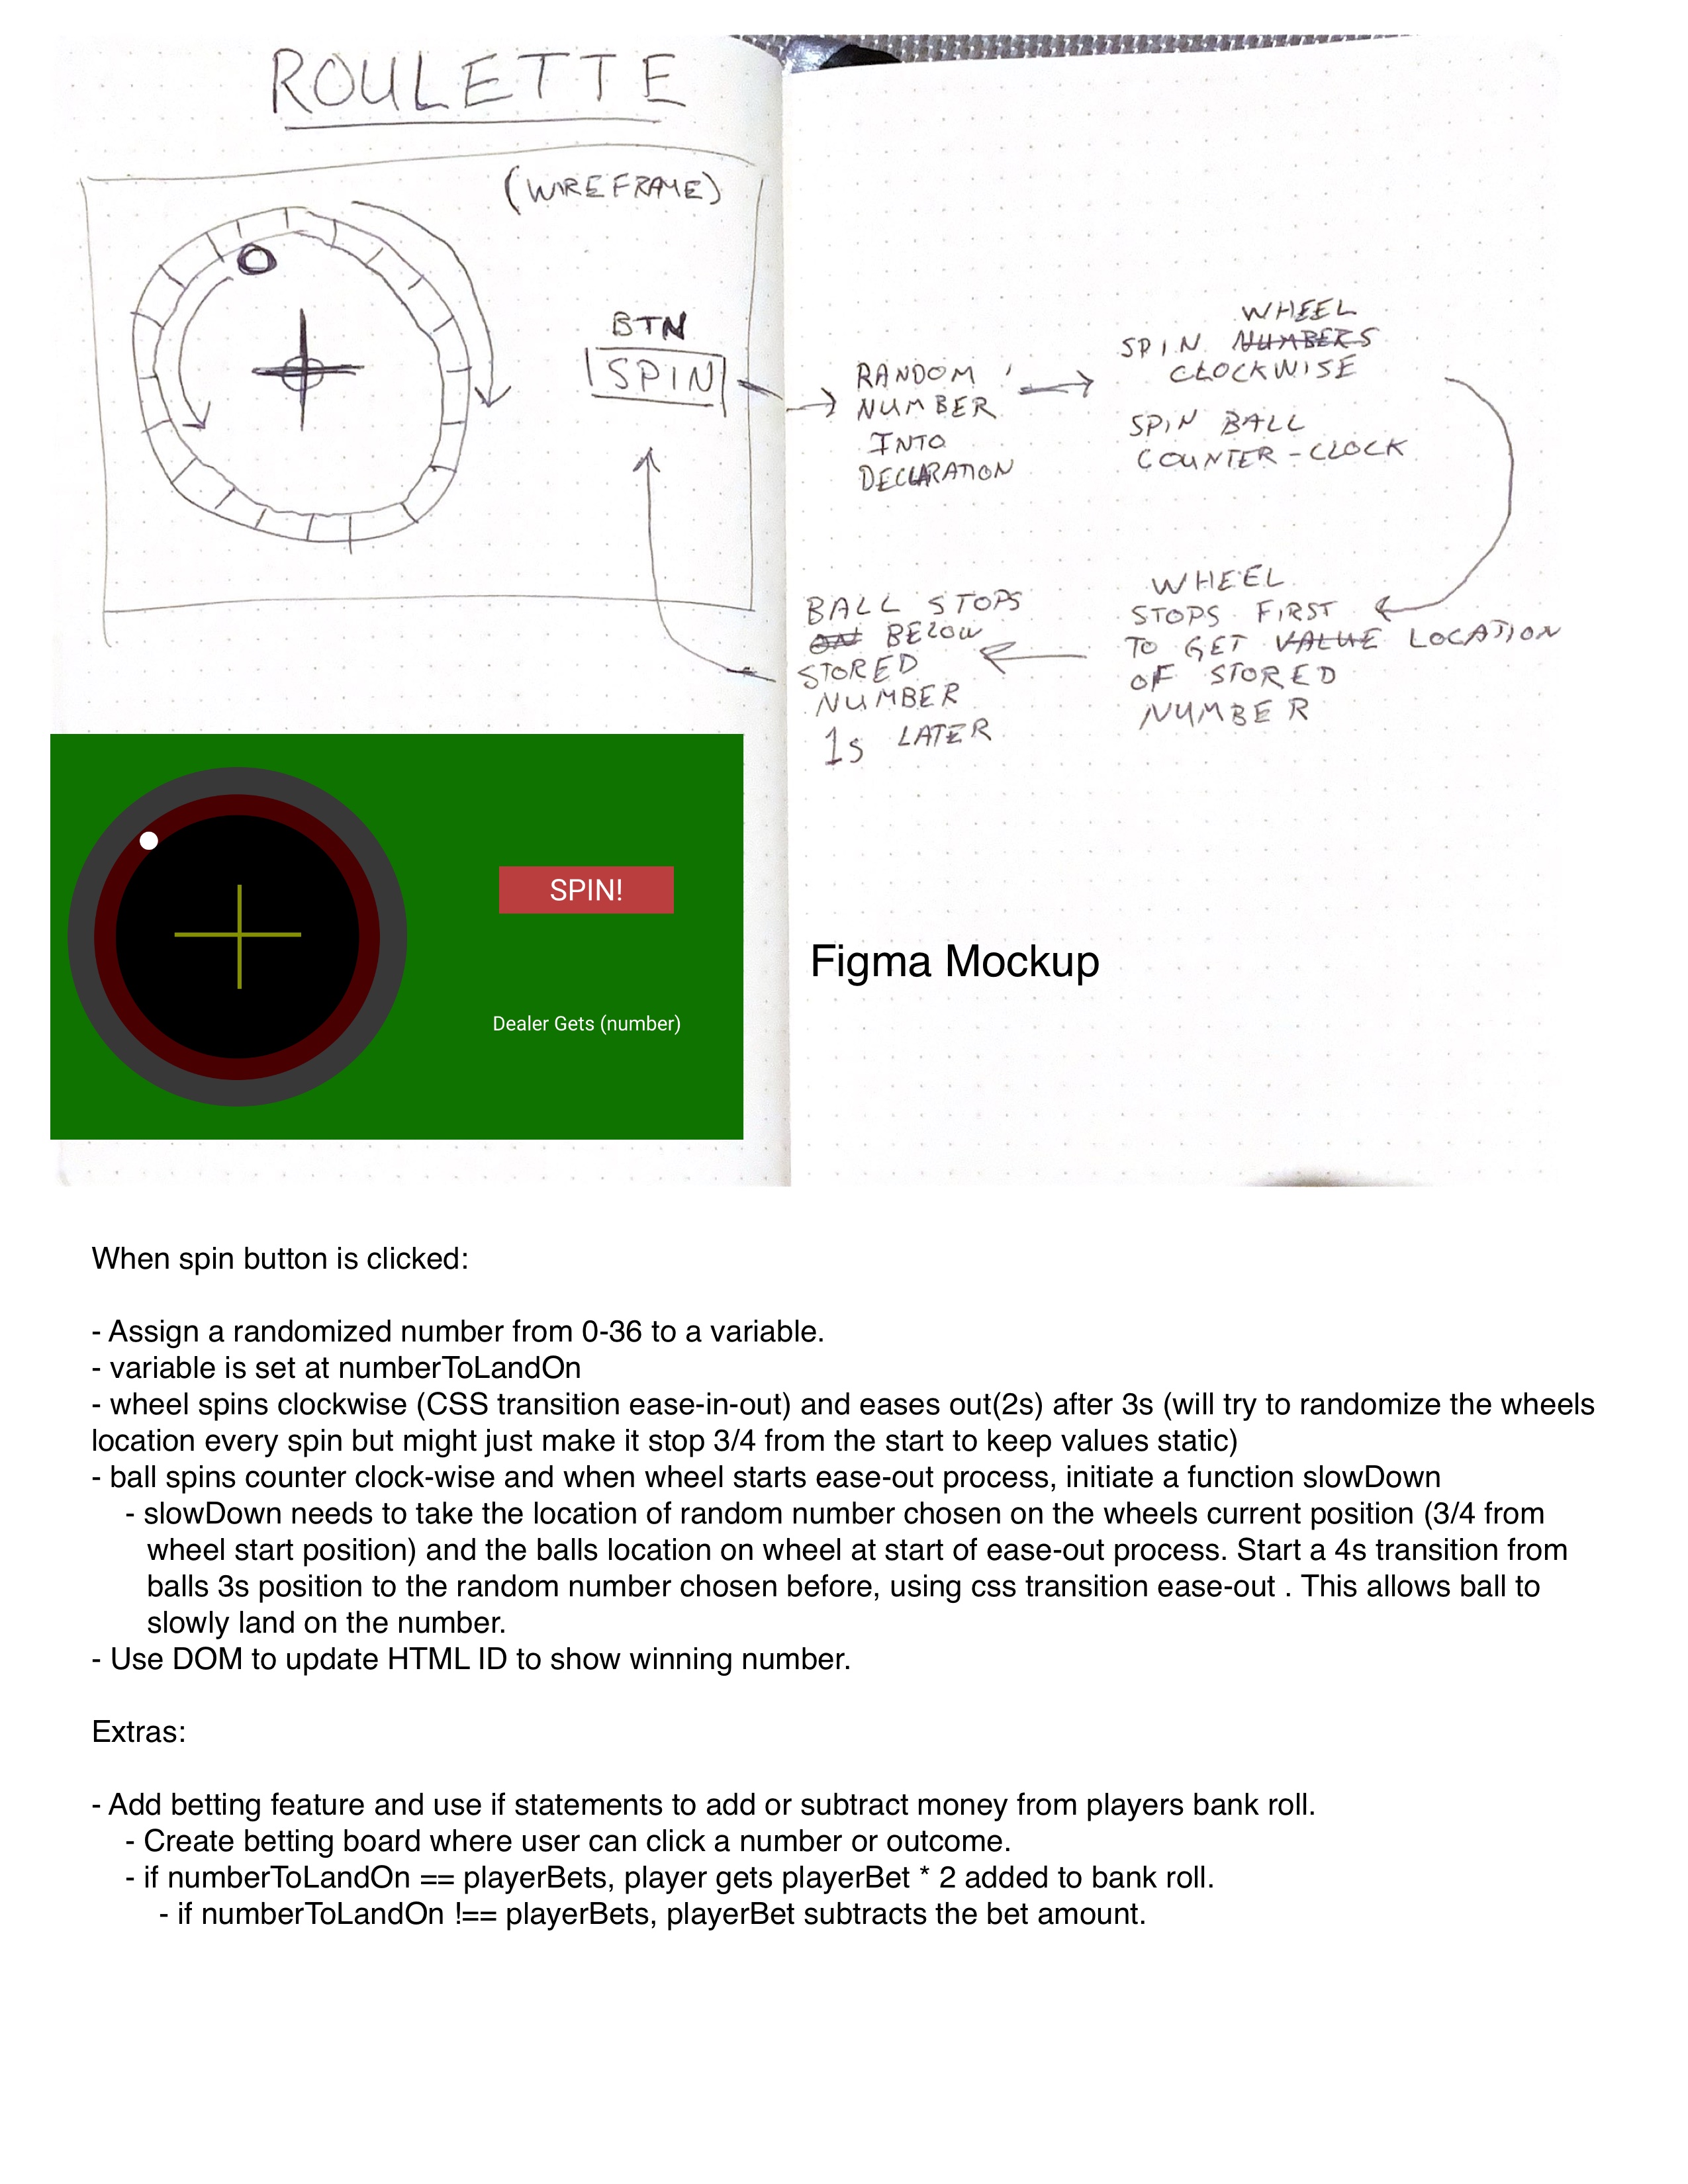 ROULETTE
(WIREFRAME)
BTN
SPIN
RANDOM
NUMBER
INTO
DECLARATION
WHEEL
SPIN NUMBERS
CLOCKWISE
SPIN BALL
COUNTER-CLOCK
WHEEL
STOPS FIRST
TO GET VALUE LOCATION
OF STORED
NUMBER
BALL STOPS
ON BELOW
STORED
NUMBER
1s LATER
SPIN!
Dealer Gets (number)
Figma Mockup
When spin button is clicked:
- Assign a randomized number from 0-36 to a variable.
- variable is set at numberToLandOn
- wheel spins clockwise (CSS transition ease-in-out) and eases out(2s) after 3s (will try to randomize the wheels
location every spin but might just make it stop 3/4 from the start to keep values static)
- ball spins counter clock-wise and when wheel starts ease-out process, initiate a function slowDown
- slowDown needs to take the location of random number chosen on the wheels current position (3/4 from
wheel start position) and the balls location on wheel at start of ease-out process. Start a 4s transition from
balls 3s position to the random number chosen before, using css transition ease-out . This allows ball to
slowly land on the number.
- Use DOM to update HTML ID to show winning number.
Extras:
- Add betting feature and use if statements to add or subtract money from players bank roll.
- Create betting board where user can click a number or outcome.
- if numberToLandOn == playerBets, player gets playerBet * 2 added to bank roll.
- if numberToLandOn !== playerBets, playerBet subtracts the bet amount.